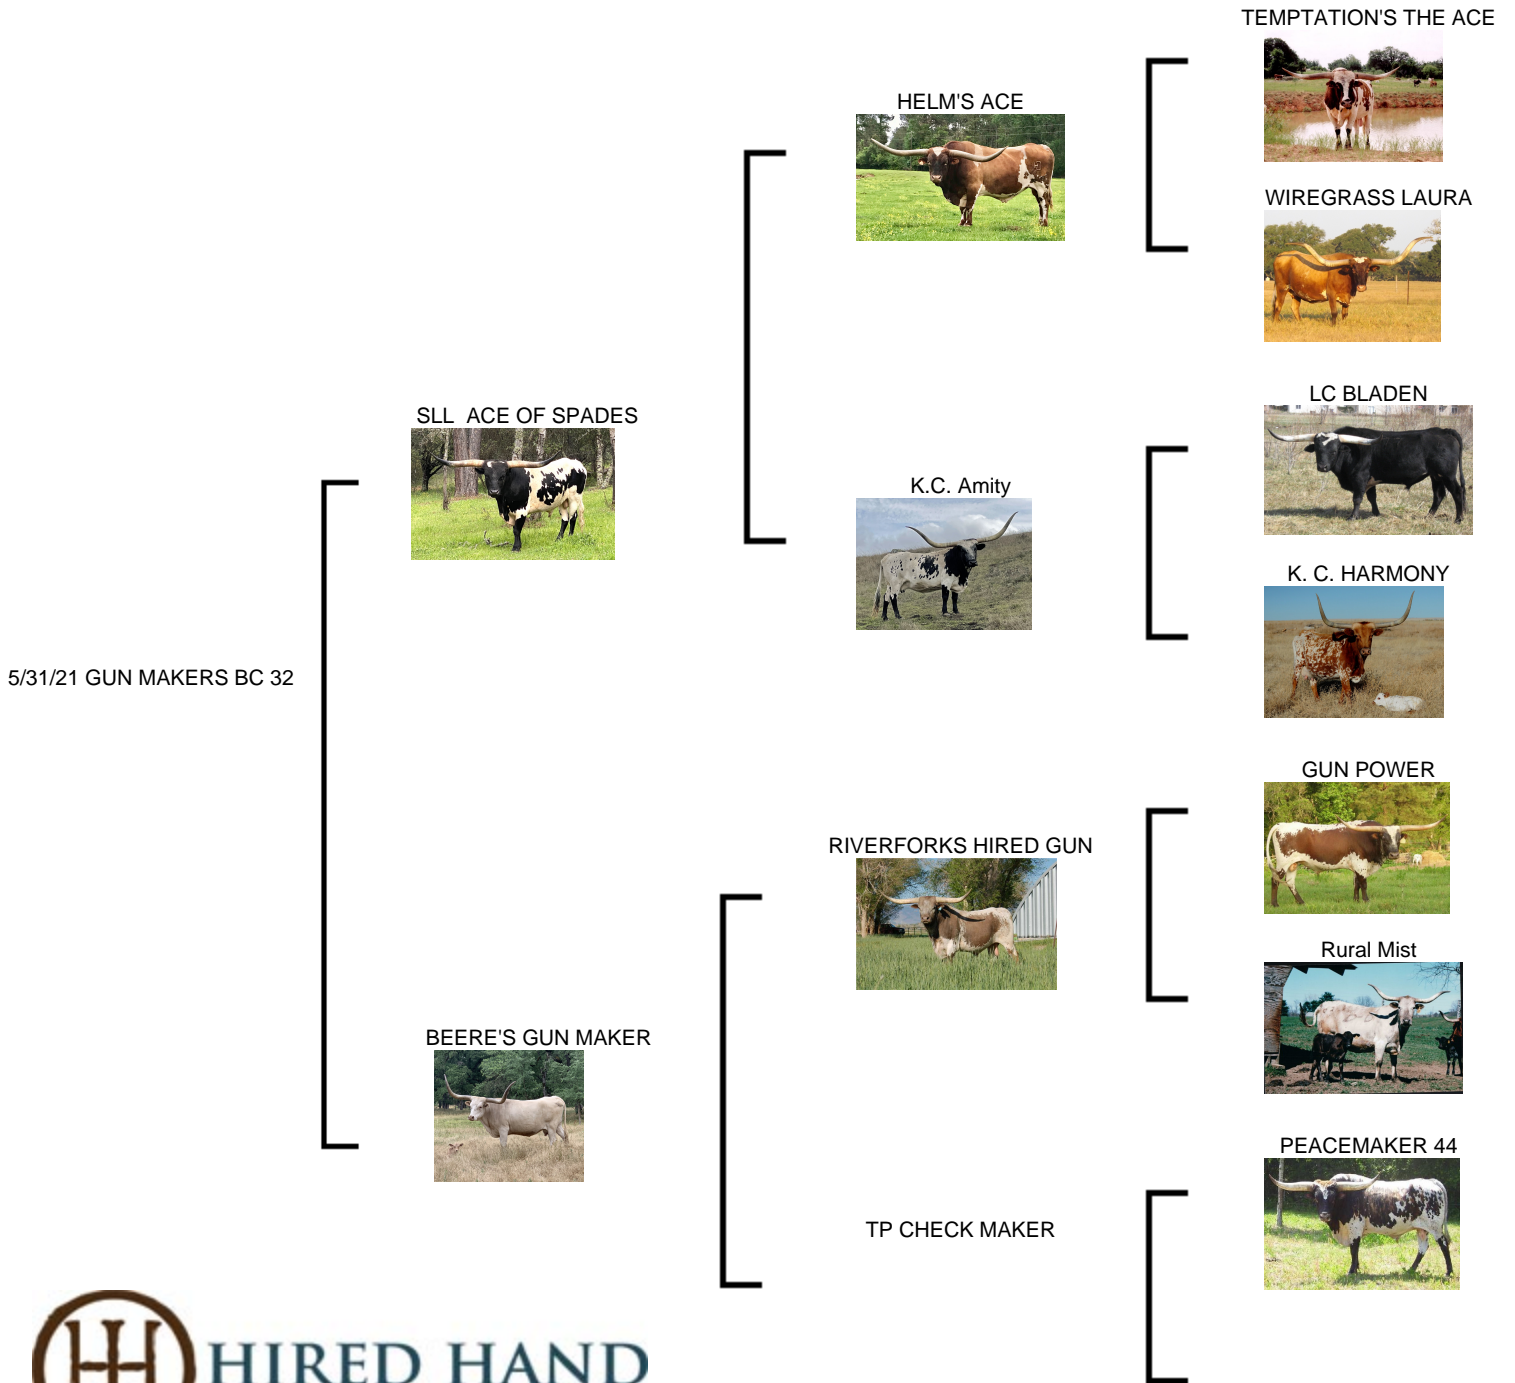 TEMPTATION'S THE ACE
HELM'S ACE
WIREGRASS LAURA
LC BLADEN
SLL  ACE OF SPADES
K.C. Amity
K. C. HARMONY
5/31/21 GUN MAKERS BC 32
GUN POWER
RIVERFORKS HIRED GUN
Rural Mist
BEERE'S GUN MAKER
PEACEMAKER 44
TP CHECK MAKER
HIRED HAND